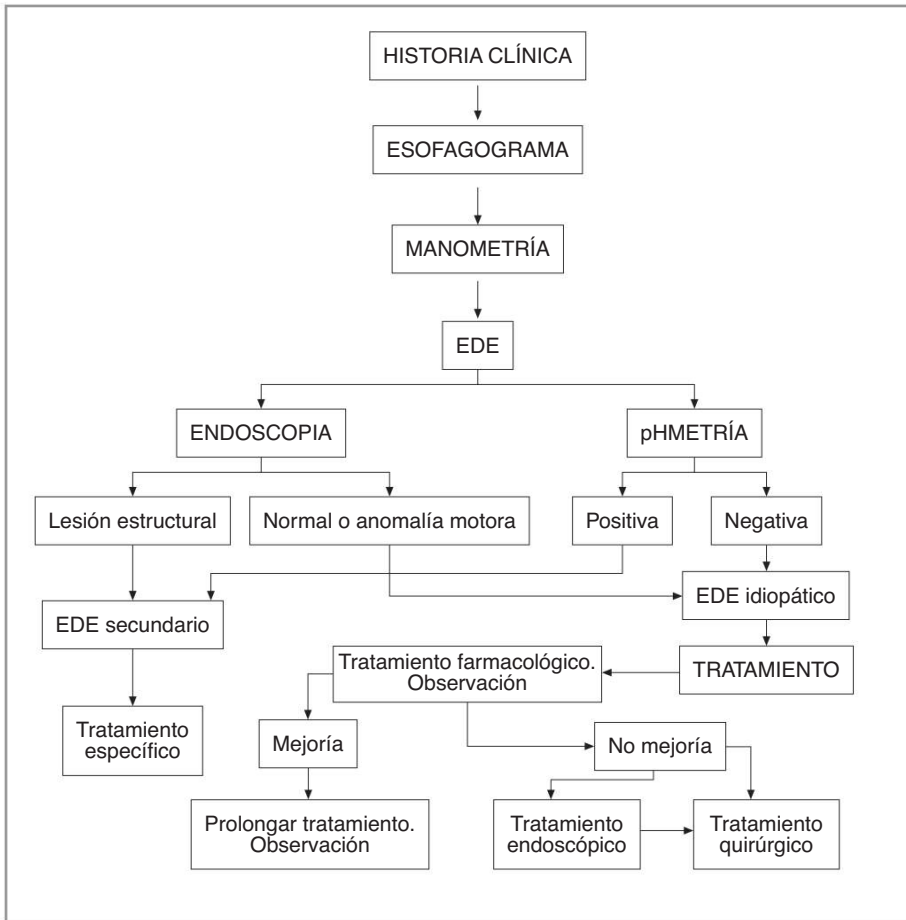 HISTORIA CLÍNICA
ESOFAGOGRAMA
MANOMETRÍA
EDE
ENDOSCOPIA
pHMETRÍA
Lesión estructural
Normal o anomalía motora
Positiva
Negativa
EDE secundario
EDE idiopático
Tratamiento farmacológico.
Observación
TRATAMIENTO
Tratamiento
específico
Mejoría
No mejoría
Prolongar tratamiento.
Observación
Tratamiento
endoscópico
Tratamiento
quirúrgico